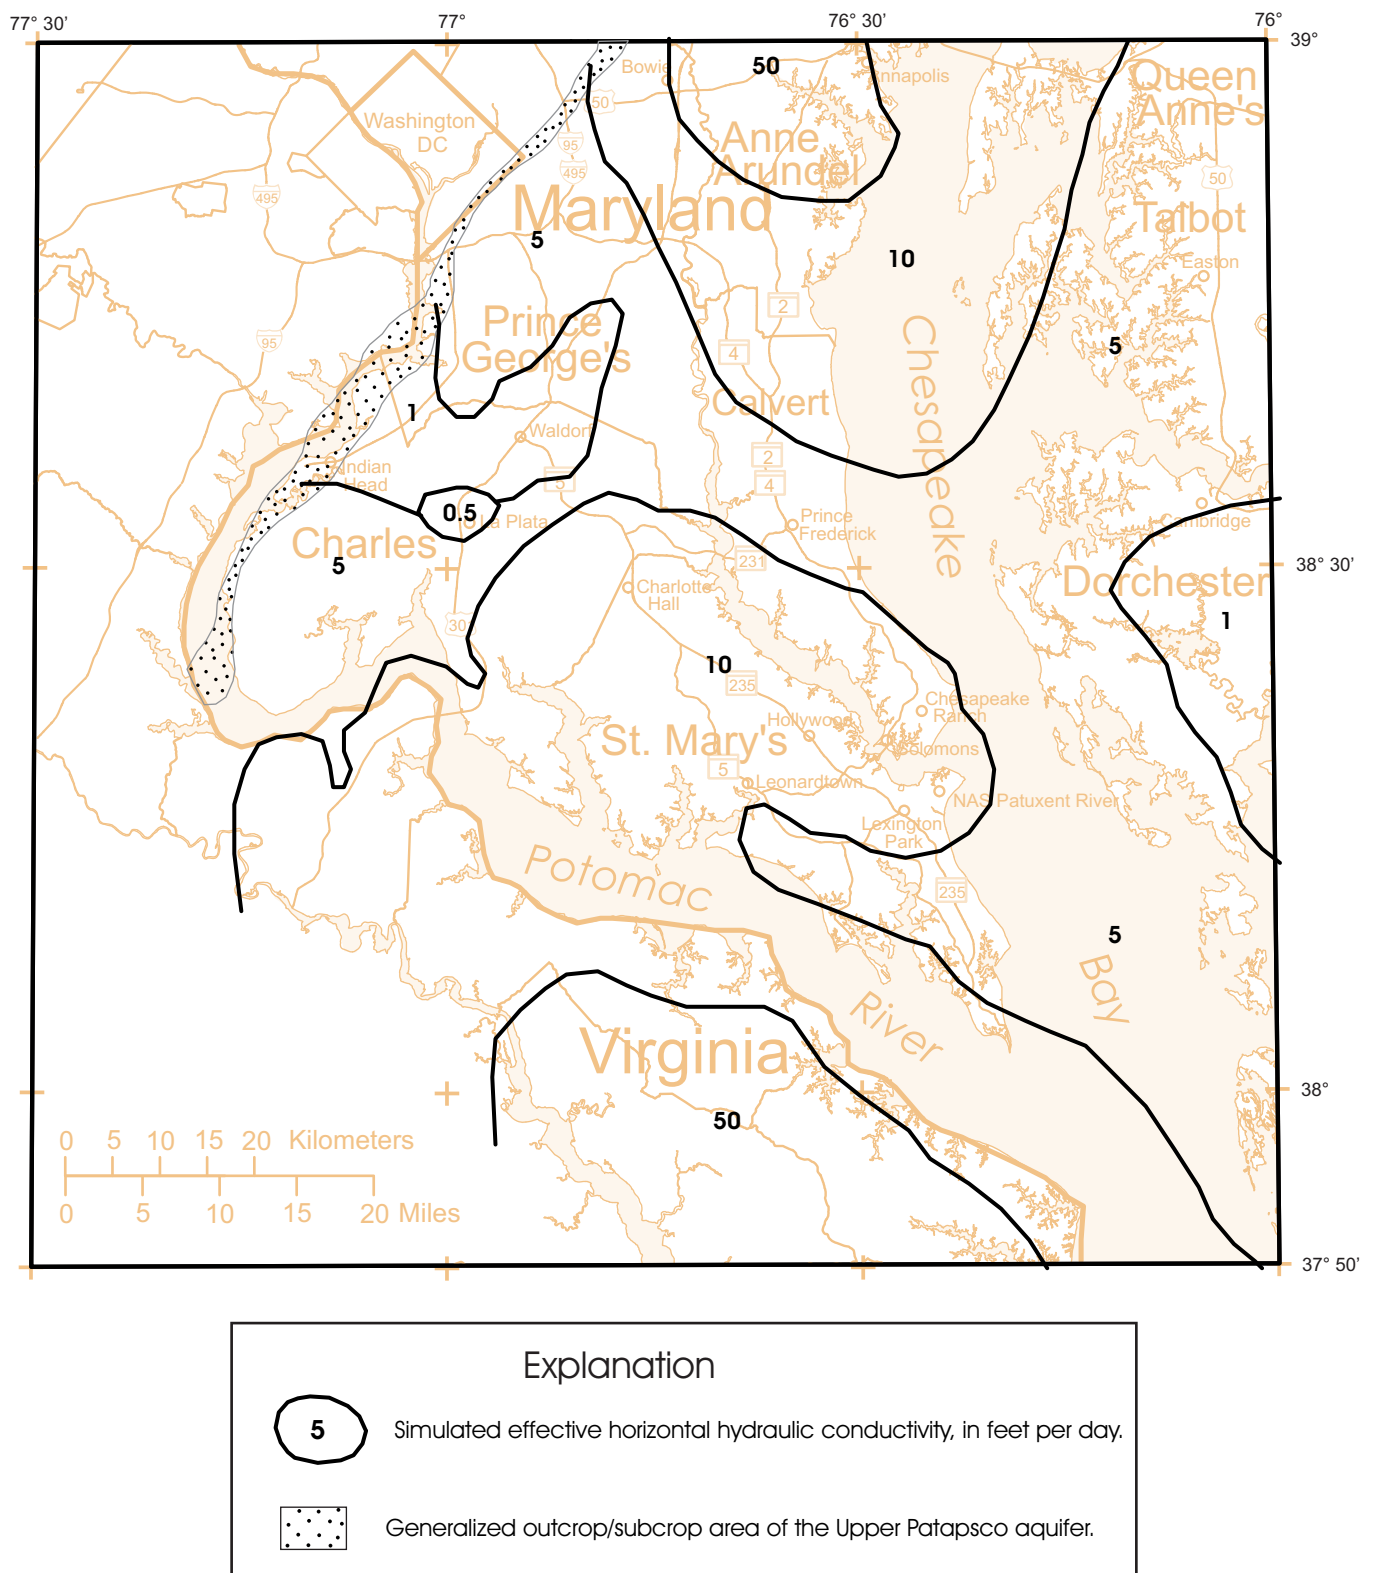 77° 30'
77°
76° 30'
76°
39°
Bowie
50
Annapolis
Queen
Anne's
50
Washington
DC
Anne
Arundel
95
495
495
50
Maryland
Talbot
5
10
Easton
2
Prince
George's
95
4
5
Chesapeake
Calvert
1
Waldorf
2
Indian
Head
5
4
0.5
La Plata
Prince
Frederick
Cambridge
Charles
231
38° 30'
5
Charlotte
Hall
Dorchester
30
1
10
235
Chesapeake
Ranch
Hollywood
St. Mary's
Solomons
5
Leonardtown
NAS Patuxent River
Lexington
Park
Potomac
235
5
Bay
River
Virginia
38°
50
0 5 10 15 20 Kilometers
0 5 10 15 20 Miles
37° 50'
Explanation
5 Simulated effective horizontal hydraulic conductivity, in feet per day.
Generalized outcrop/subcrop area of the Upper Patapsco aquifer.